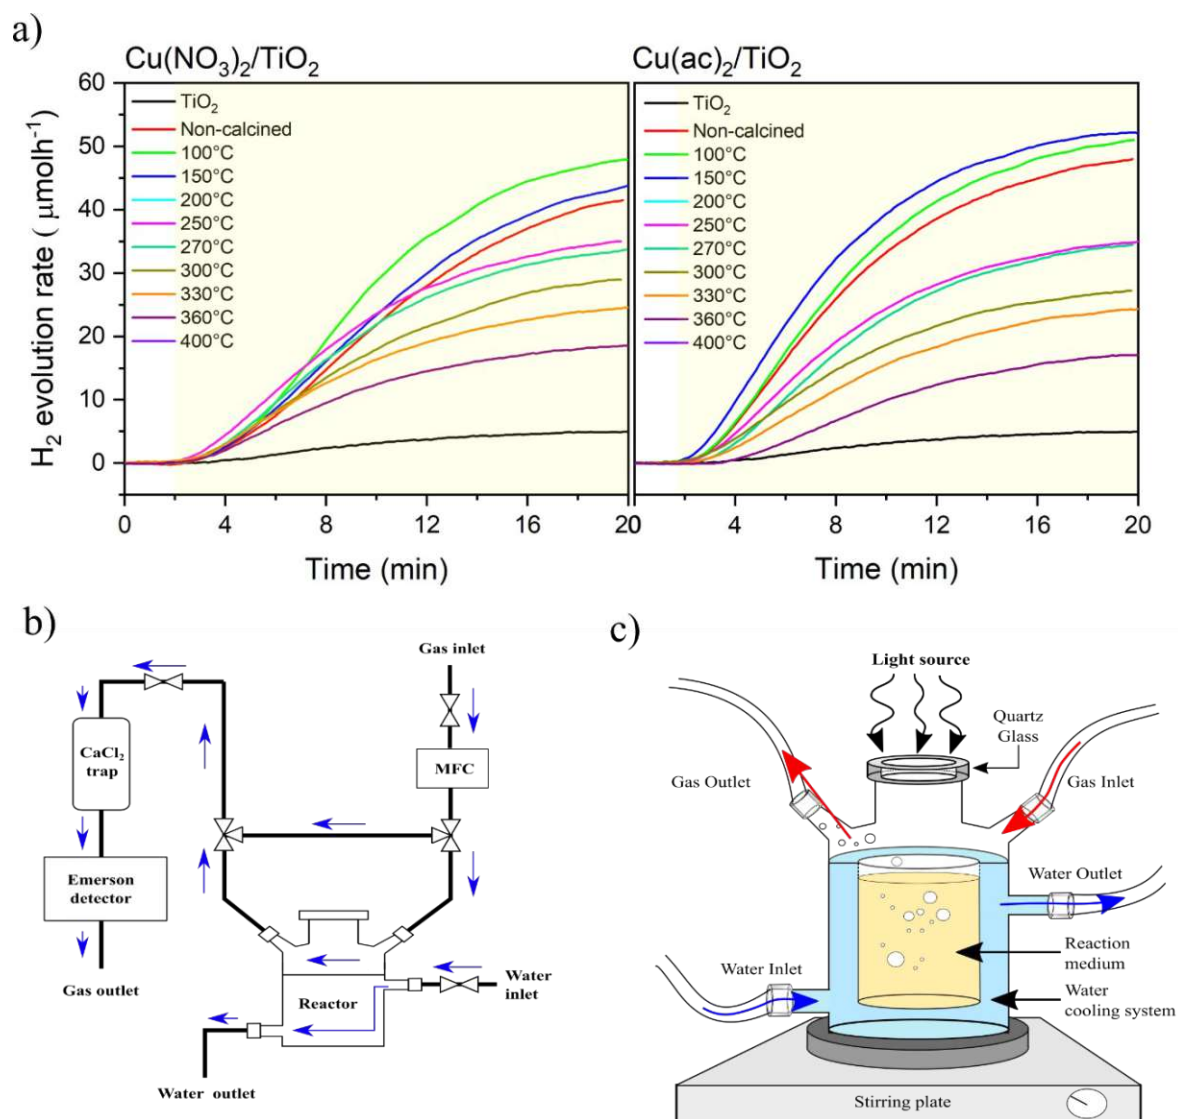 a)
Cu(NO₃)₂/TiO₂
Cu(ac)₂/TiO₂
H₂ evolution rate ( μmolh⁻¹)
60
50
40
30
20
10
0
TiO₂
Non-calcined
100°C
150°C
200°C
250°C
270°C
300°C
330°C
360°C
400°C
TiO₂
Non-calcined
100°C
150°C
200°C
250°C
270°C
300°C
330°C
360°C
400°C
0 4 8 12 16 20
4 8 12 16 20
Time (min)
Time (min)
b)
Gas inlet
CaCl₂
trap
MFC
Emerson
detector
Gas outlet
Reactor
Water
inlet
Water outlet
c)
Light source
Quartz
Glass
Gas Outlet
Gas Inlet
Water Outlet
Reaction
medium
Water Inlet
Water
cooling system
Stirring plate